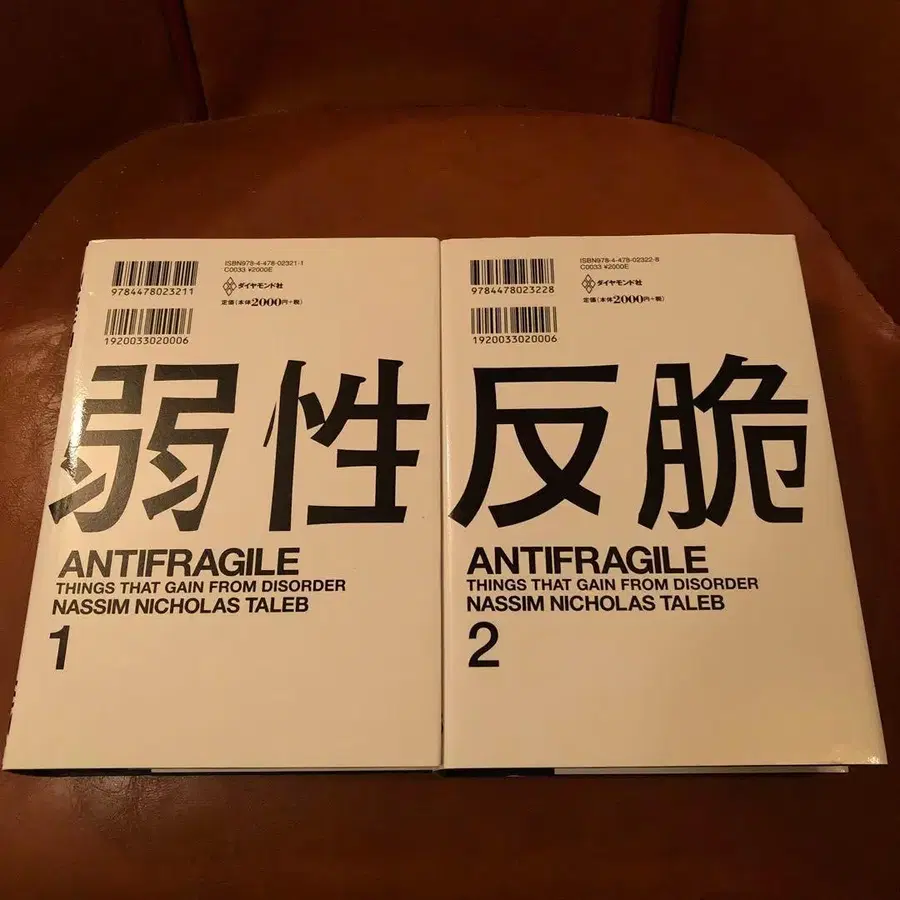 ISBN978-4-478-02321-1
C0033 ¥2000E
9784478023211
ダイヤモンド社
定価(本体2000円+税)
1920033020006
弱性
ANTIFRAGILE
THINGS THAT GAIN FROM DISORDER
NASSIM NICHOLAS TALEB
1
ISBN978-4-478-02322-8
C0033 ¥2000E
9784478023228
ダイヤモンド社
定価(本体2000円+税)
1920033020006
反脆
ANTIFRAGILE
THINGS THAT GAIN FROM DISORDER
NASSIM NICHOLAS TALEB
2